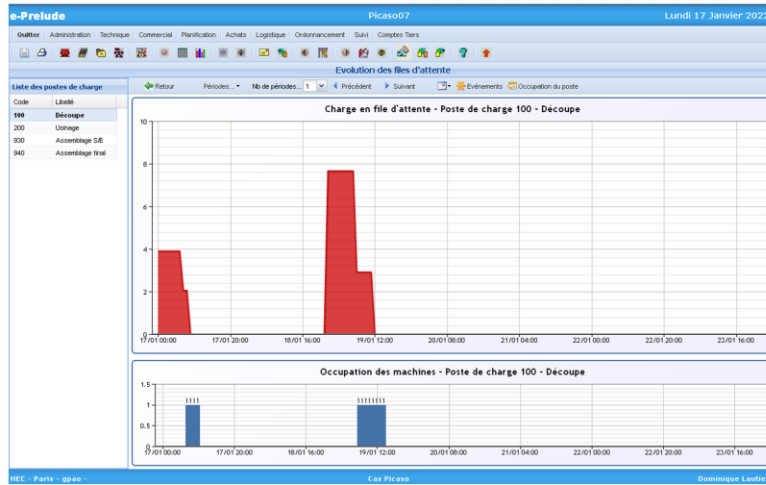 e-Prelude Picaso07 Lundi 17 Janvier 2022
Quitter Administration Technique Commercial Planification Achats Logistique Ordonnancement Suivi Comptes Tiers
Evolution des files d'attente
Liste des postes de charge
Retour Périodes... Nb de périodes... 1 Précédent Suivant Evénements Occupation du poste
Code Libellé
100 Découpe
200 Usinage
930 Assemblage S/E
940 Assemblage final
Charge en file d'attente - Poste de charge 100 - Découpe
10
8
6
4
2
0
17/01 00:00 17/01 20:00 18/01 16:00 19/01 12:00 20/01 08:00 21/01 04:00 22/01 00:00 22/01 20:00 23/01 16:00
Occupation des machines - Poste de charge 100 - Découpe
1.5
1
0.5
0
17/01 00:00 17/01 20:00 18/01 16:00 19/01 12:00 20/01 08:00 21/01 04:00 22/01 00:00 22/01 20:00 23/01 16:00
HEC - Paris - gpao - Cas Picaso Dominique Lautier